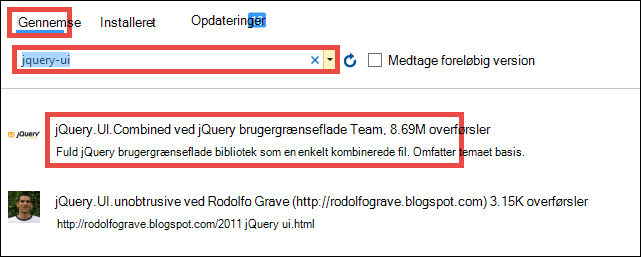 Gennemse Installeret Opdateringer
jquery-ui Medtage foreløbig version
jQuery
jQuery.UI.Combined ved jQuery brugergrænseflade Team, 8.69M overførsler
Fuld jQuery brugergrænseflade bibliotek som en enkelt kombinerede fil. Omfatter temaet basis.
jQuery.UI.unobtrusive ved Rodolfo Grave (http://rodolfograve.blogspot.com) 3.15K overførsler
http://rodolfograve.blogspot.com/2011 jQuery ui.html